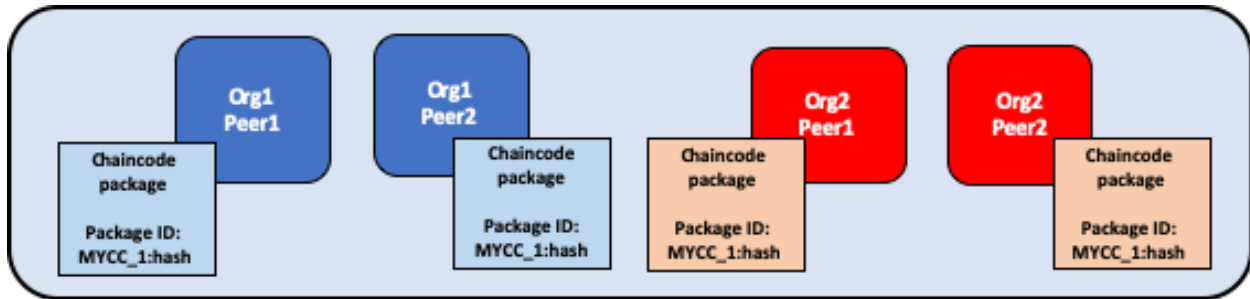 Org1
Peer1
Chaincode
package
Package ID:
MYCC_1:hash
Org1
Peer2
Chaincode
package
Package ID:
MYCC_1:hash
Org2
Peer1
Chaincode
package
Package ID:
MYCC_1:hash
Org2
Peer2
Chaincode
package
Package ID:
MYCC_1:hash